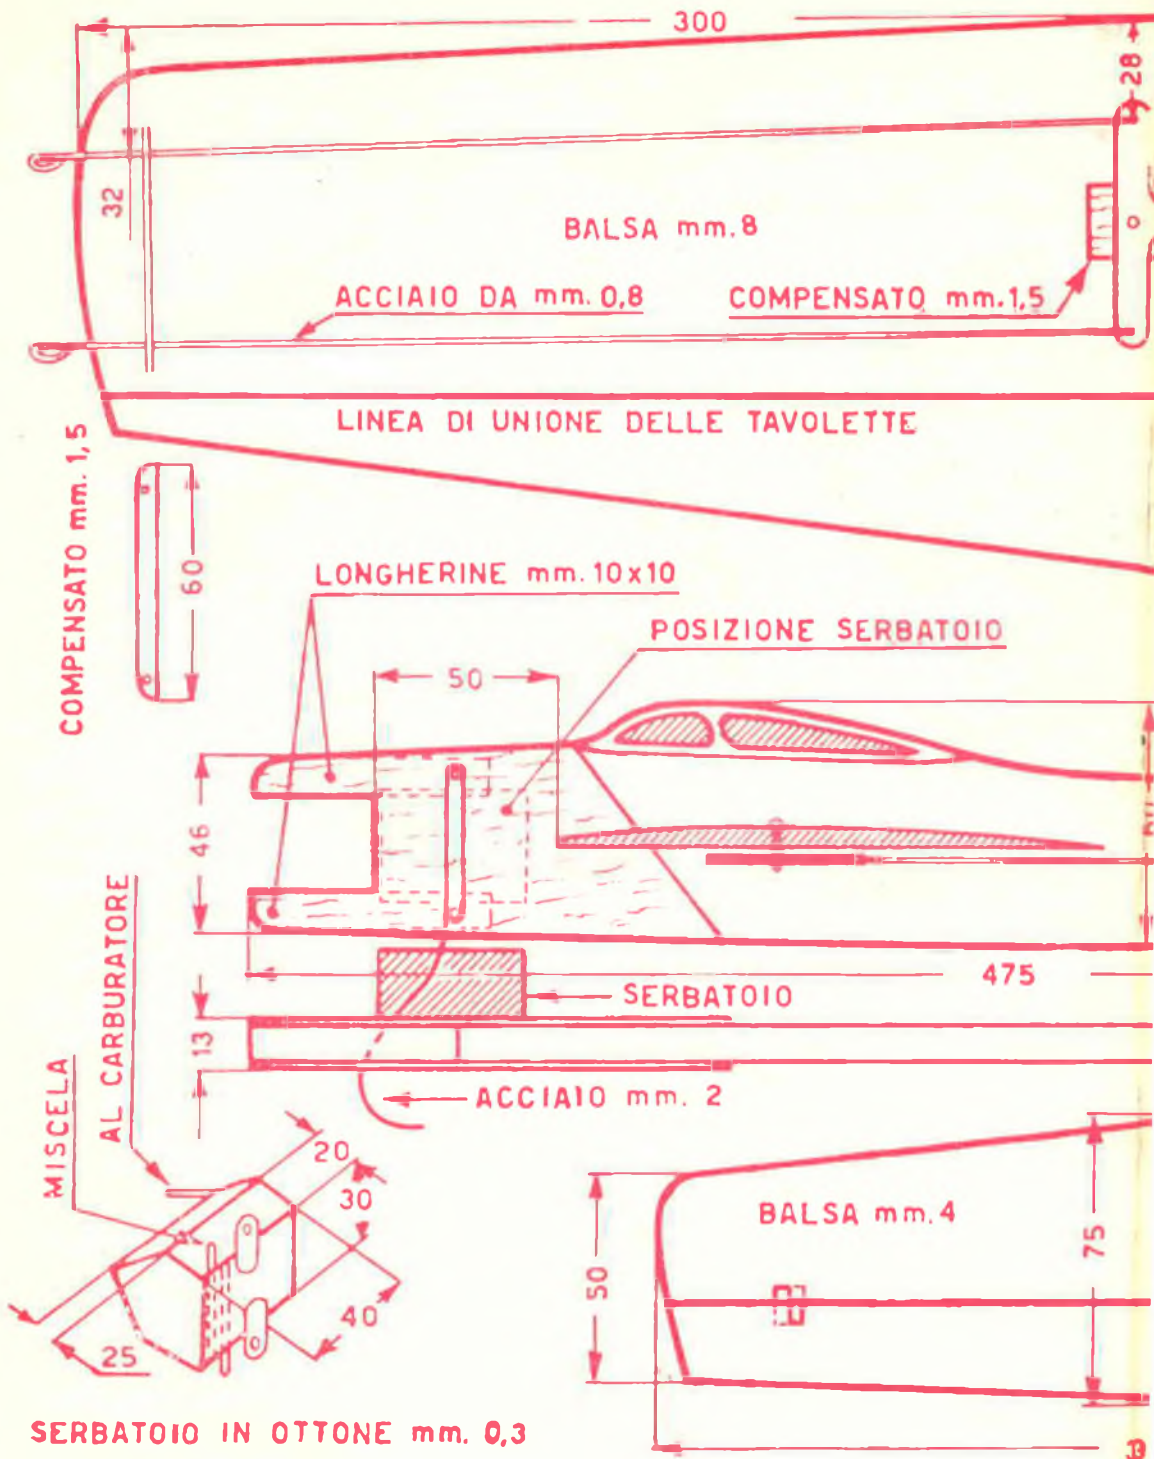 300
28
32
BALSA mm. 8
ACCIAIO DA mm. 0,8
COMPENSATO mm. 1,5
LINEA DI UNIONE DELLE TAVOLETTE
COMPENSATO mm. 1,5
60
LONGHERINE mm. 10x10
POSIZIONE SERBATOIO
50
46
475
SERBATOIO
13
AL CARBURATORE
MISCELA
ACCIAIO mm. 2
20
30
40
25
BALSA mm. 4
50
75
SERBATOIO IN OTTONE mm. 0,3